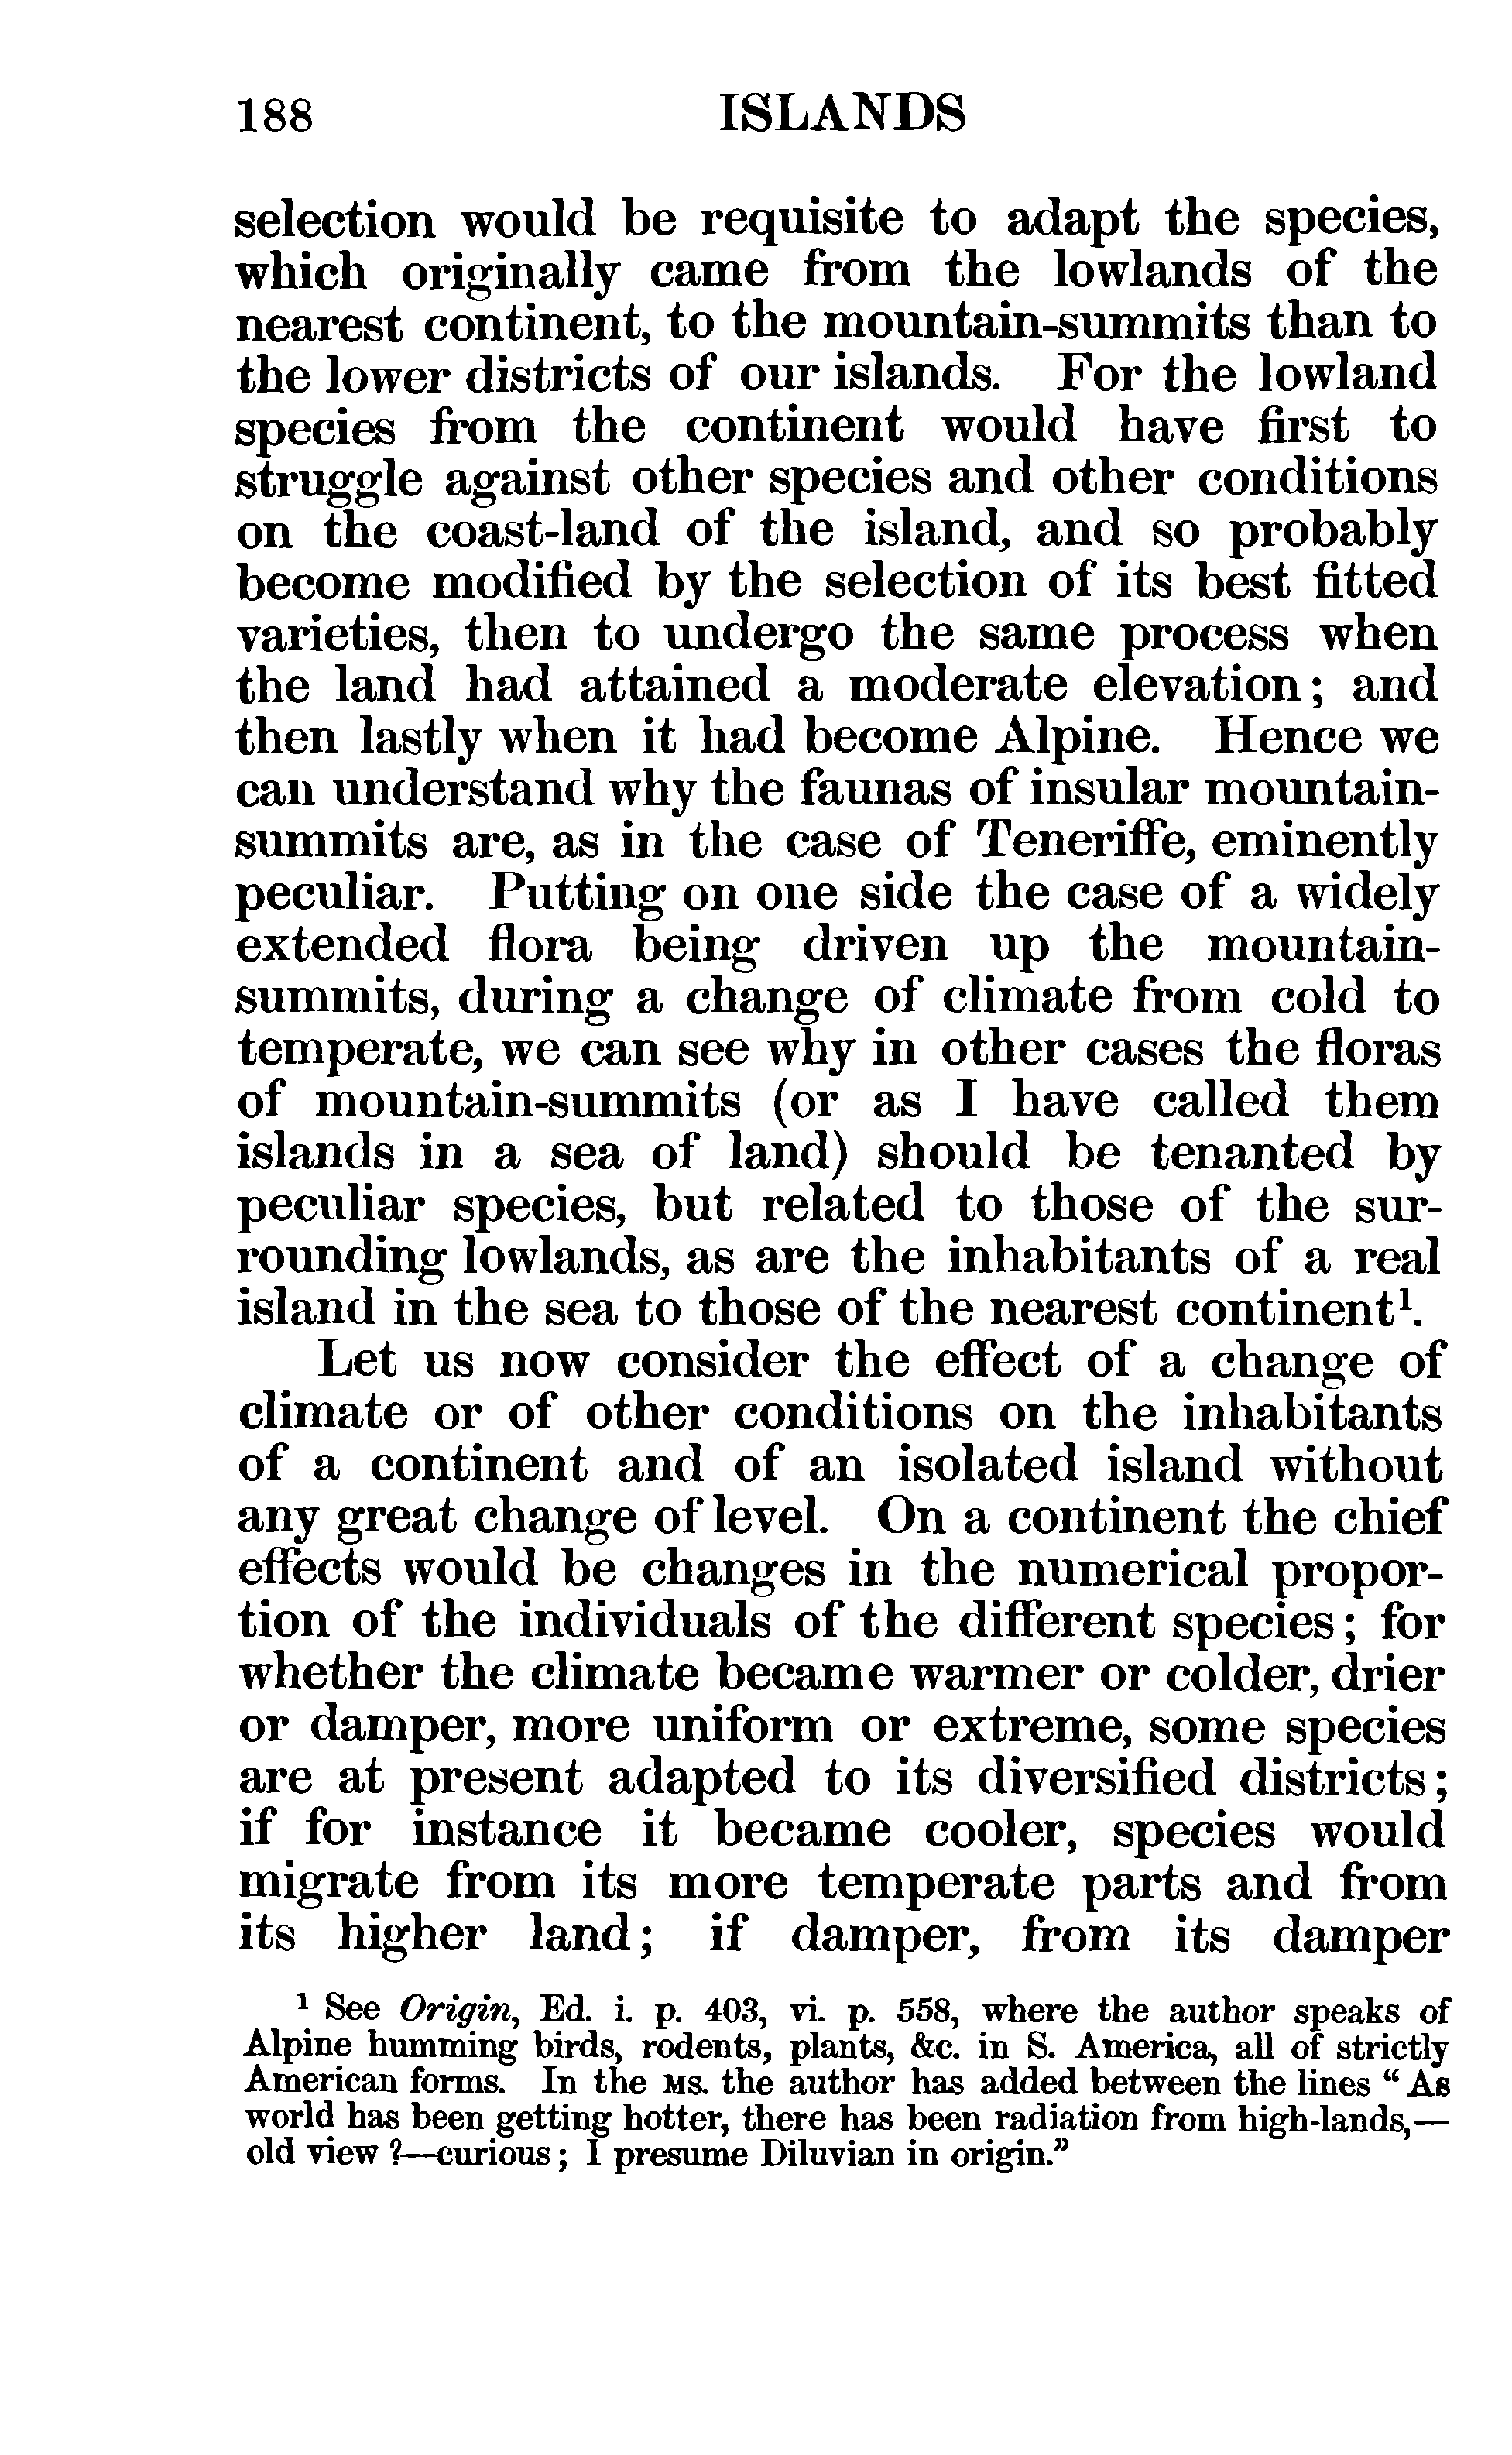 188 ISLANDS
selection would be requisite to adapt the species,
which originally came from the lowlands of the
nearest continent, to the mountain-summits than to
the lower districts of our islands. For the lowland
species from the continent would have first to
struggle against other species and other conditions
on the coast-land of the island, and so probably
become modified by the selection of its best fitted
varieties, then to undergo the same process when
the land had attained a moderate elevation; and
then lastly when it had become Alpine. Hence we
can understand why the faunas of insular mountain-
summits are, as in the case of Teneriffe, eminently
peculiar. Putting on one side the case of a widely
extended flora being driven up the mountain-
summits, during a change of climate from cold to
temperate, we can see why in other cases the floras
of mountain-summits (or as I have called them
islands in a sea of land) should be tenanted by
peculiar species, but related to those of the sur-
rounding lowlands, as are the inhabitants of a real
island in the sea to those of the nearest continent¹.
Let us now consider the effect of a change of
climate or of other conditions on the inhabitants
of a continent and of an isolated island without
any great change of level. On a continent the chief
effects would be changes in the numerical propor-
tion of the individuals of the different species; for
whether the climate became warmer or colder, drier
or damper, more uniform or extreme, some species
are at present adapted to its diversified districts;
if for instance it became cooler, species would
migrate from its more temperate parts and from
its higher land; if damper, from its damper
¹ See Origin, Ed. i. p. 403, vi. p. 558, where the author speaks of
Alpine humming birds, rodents, plants, &c. in S. America, all of strictly
American forms. In the MS. the author has added between the lines "As
world has been getting hotter, there has been radiation from high-lands,—
old view ?—curious; I presume Diluvian in origin."